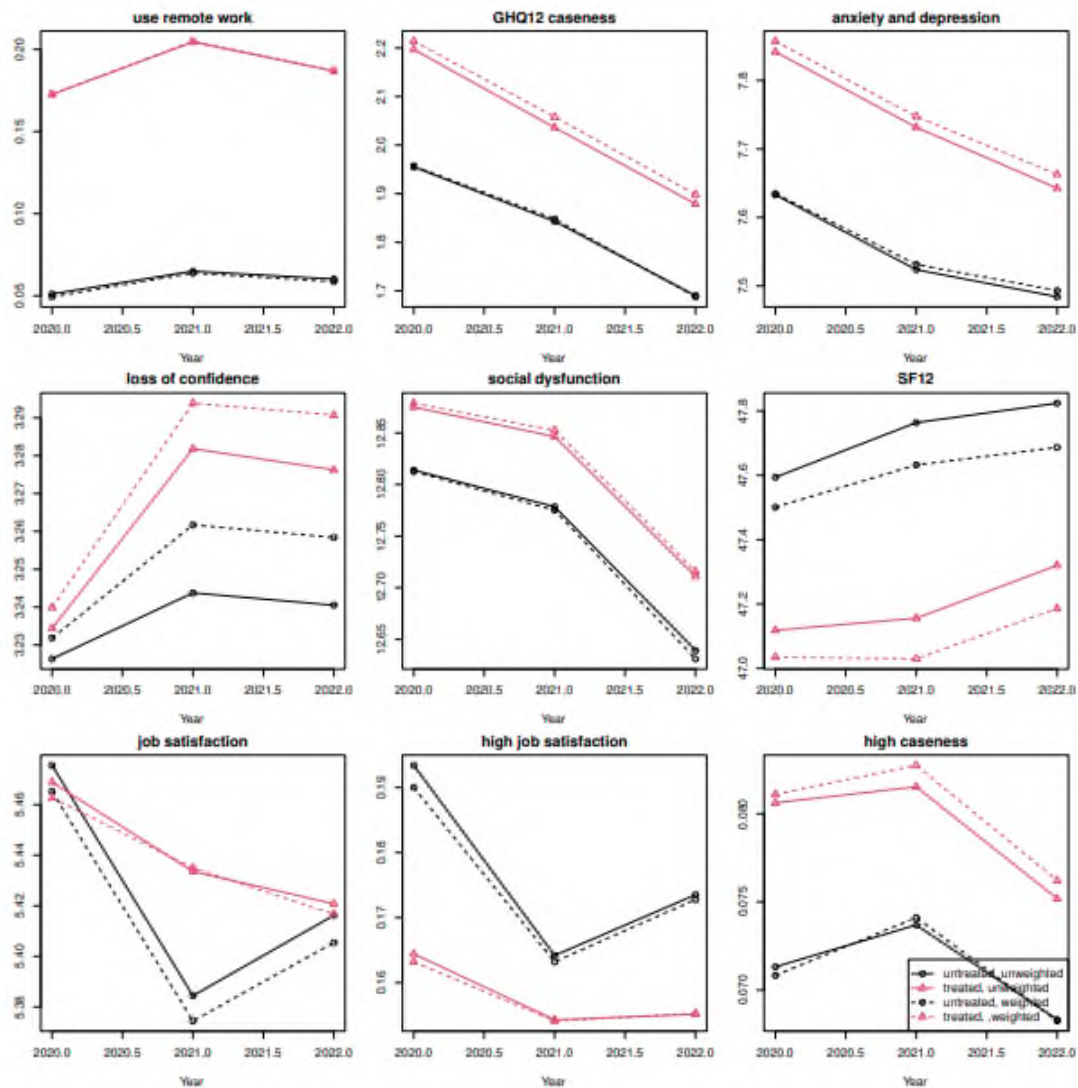 use remote work
GHQ12 caseness
anxiety and depression
0.20
0.15
0.10
0.05
2.2
2.1
2.0
1.9
1.8
1.7
7.8
7.7
7.6
7.5
2020.0 2020.5 2021.0 2021.5 2022.0
2020.0 2020.5 2021.0 2021.5 2022.0
2020.0 2020.5 2021.0 2021.5 2022.0
Year
Year
Year
loss of confidence
social dysfunction
SF12
3.29
3.28
3.27
3.26
3.25
3.24
3.23
12.85
12.80
12.75
12.70
12.65
47.8
47.6
47.4
47.2
47.0
2020.0 2020.5 2021.0 2021.5 2022.0
2020.0 2020.5 2021.0 2021.5 2022.0
2020.0 2020.5 2021.0 2021.5 2022.0
Year
Year
Year
job satisfaction
high job satisfaction
high caseness
5.46
5.44
5.42
5.40
5.38
0.19
0.18
0.17
0.16
0.080
0.075
0.070
untreated, unweighted
treated, unweighted
untreated, weighted
treated, ,weighted
2020.0 2020.5 2021.0 2021.5 2022.0
2020.0 2020.5 2021.0 2021.5 2022.0
2020.0 2020.5 2021.0 2021.5 2022.0
Year
Year
Year